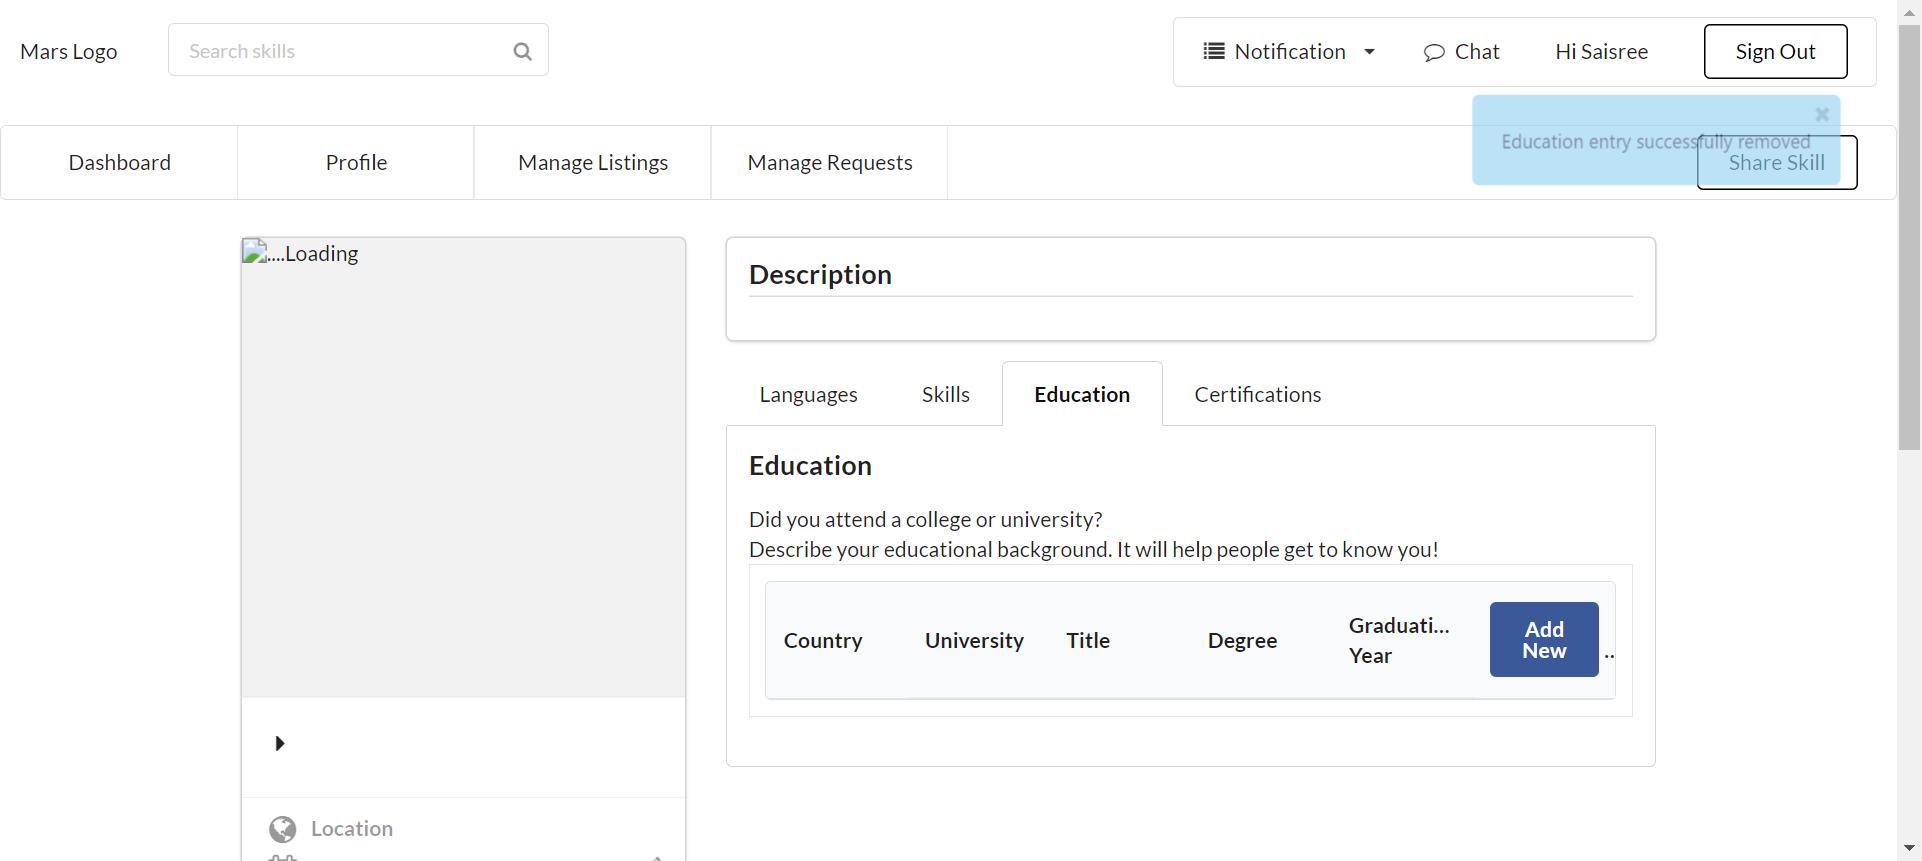 Mars Logo
Search skills
Notification
Chat
Hi Saisree
Sign Out
Education entry successfully removed
Dashboard
Profile
Manage Listings
Manage Requests
Share Skill
....Loading
Description
Languages
Skills
Education
Certifications
Education
Did you attend a college or university?
Describe your educational background. It will help people get to know you!
Country
University
Title
Degree
Graduati...
Year
Add
New
..
Location